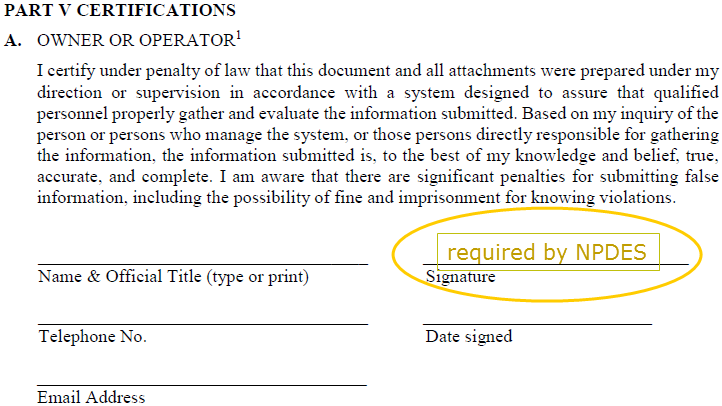 PART V CERTIFICATIONS
A. OWNER OR OPERATOR¹
I certify under penalty of law that this document and all attachments were prepared under my
direction or supervision in accordance with a system designed to assure that qualified
personnel properly gather and evaluate the information submitted. Based on my inquiry of the
person or persons who manage the system, or those persons directly responsible for gathering
the information, the information submitted is, to the best of my knowledge and belief, true,
accurate, and complete. I am aware that there are significant penalties for submitting false
information, including the possibility of fine and imprisonment for knowing violations.
required by NPDES
Name & Official Title (type or print) Signature
Telephone No. Date signed
Email Address